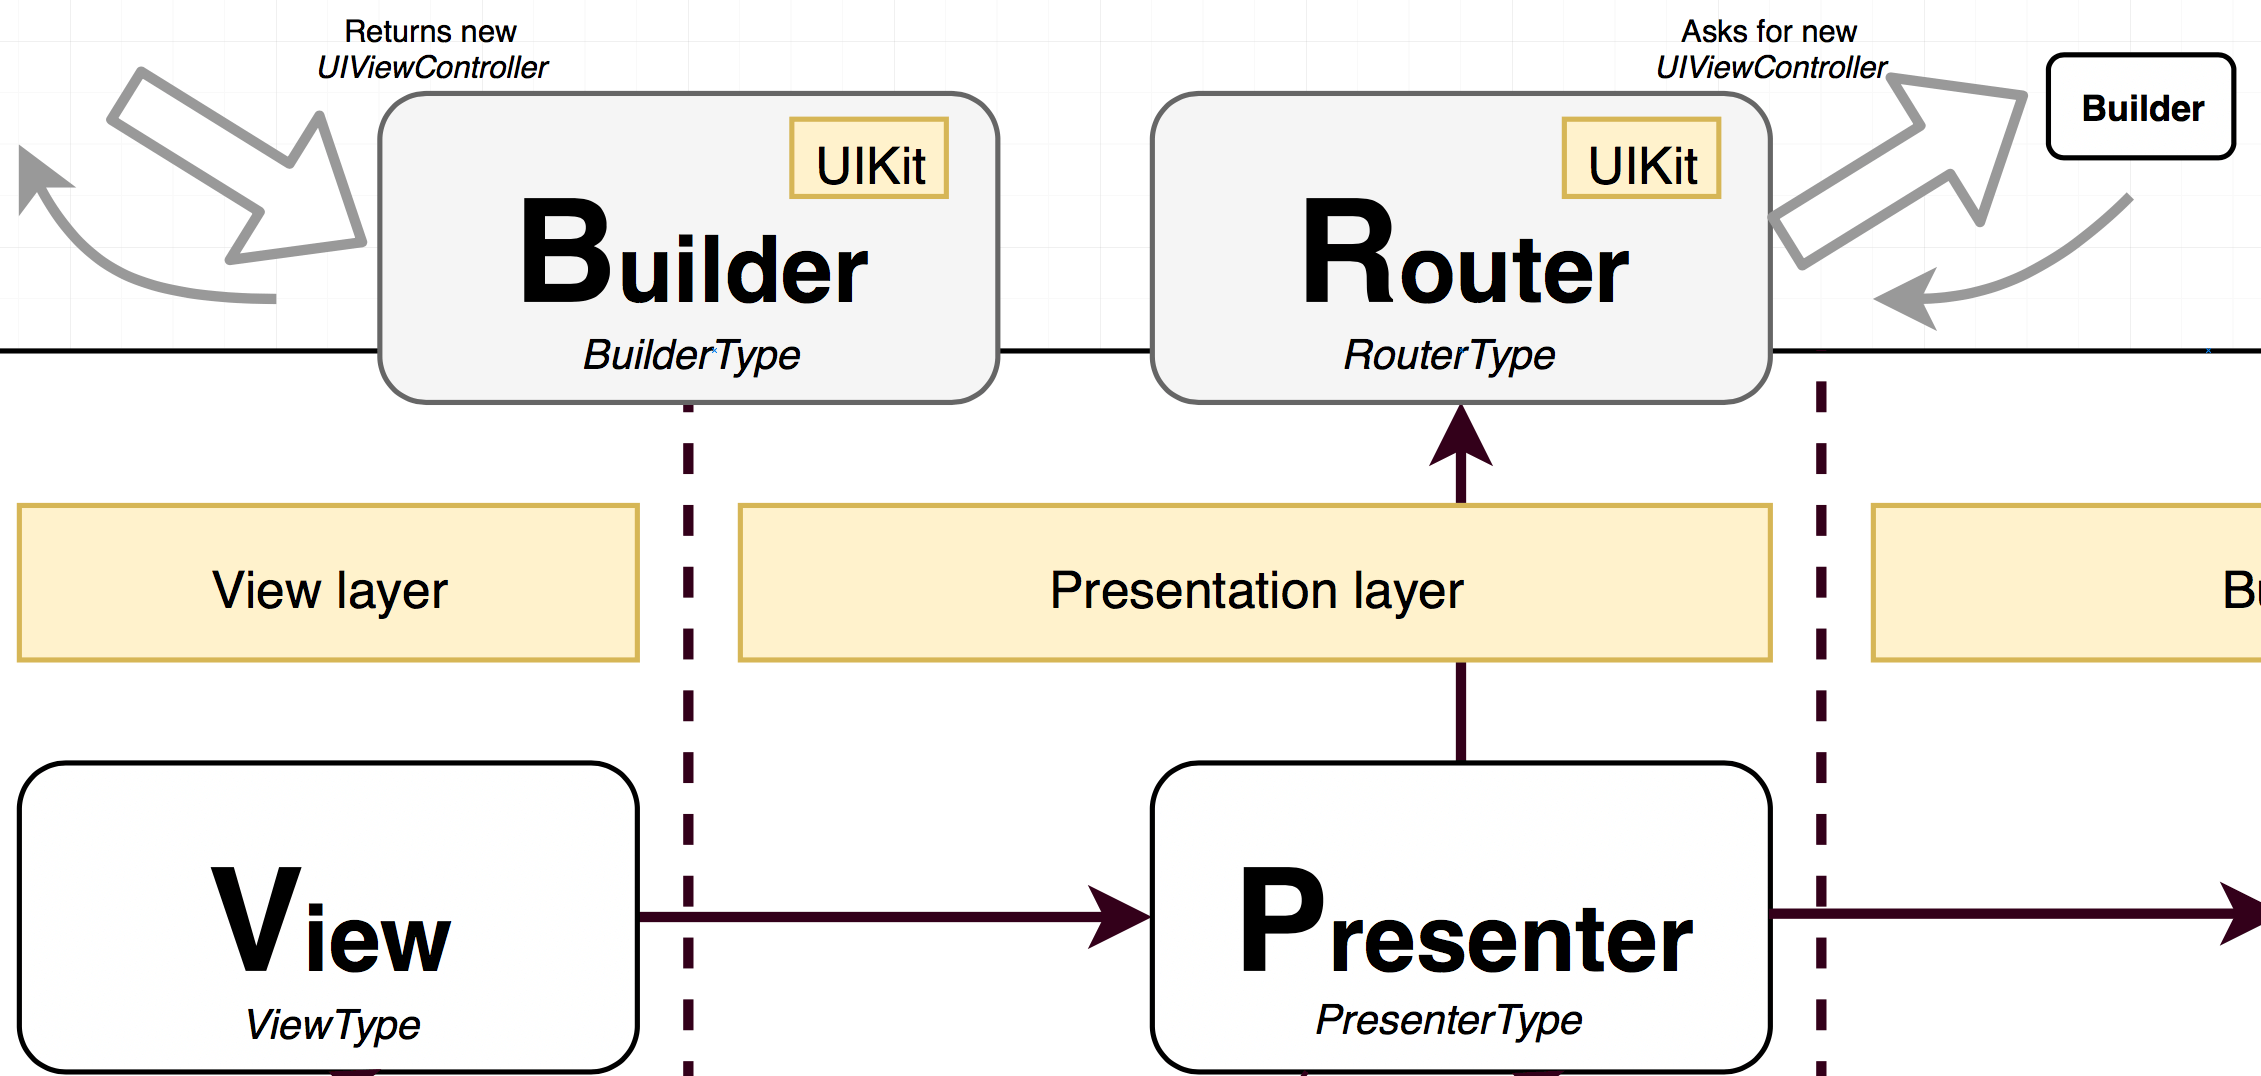 Returns new
UIViewController
Asks for new
UIViewController
Builder
UIKit
Builder
BuilderType
UIKit
Router
RouterType
View layer
Presentation layer
View
ViewType
Presenter
PresenterType